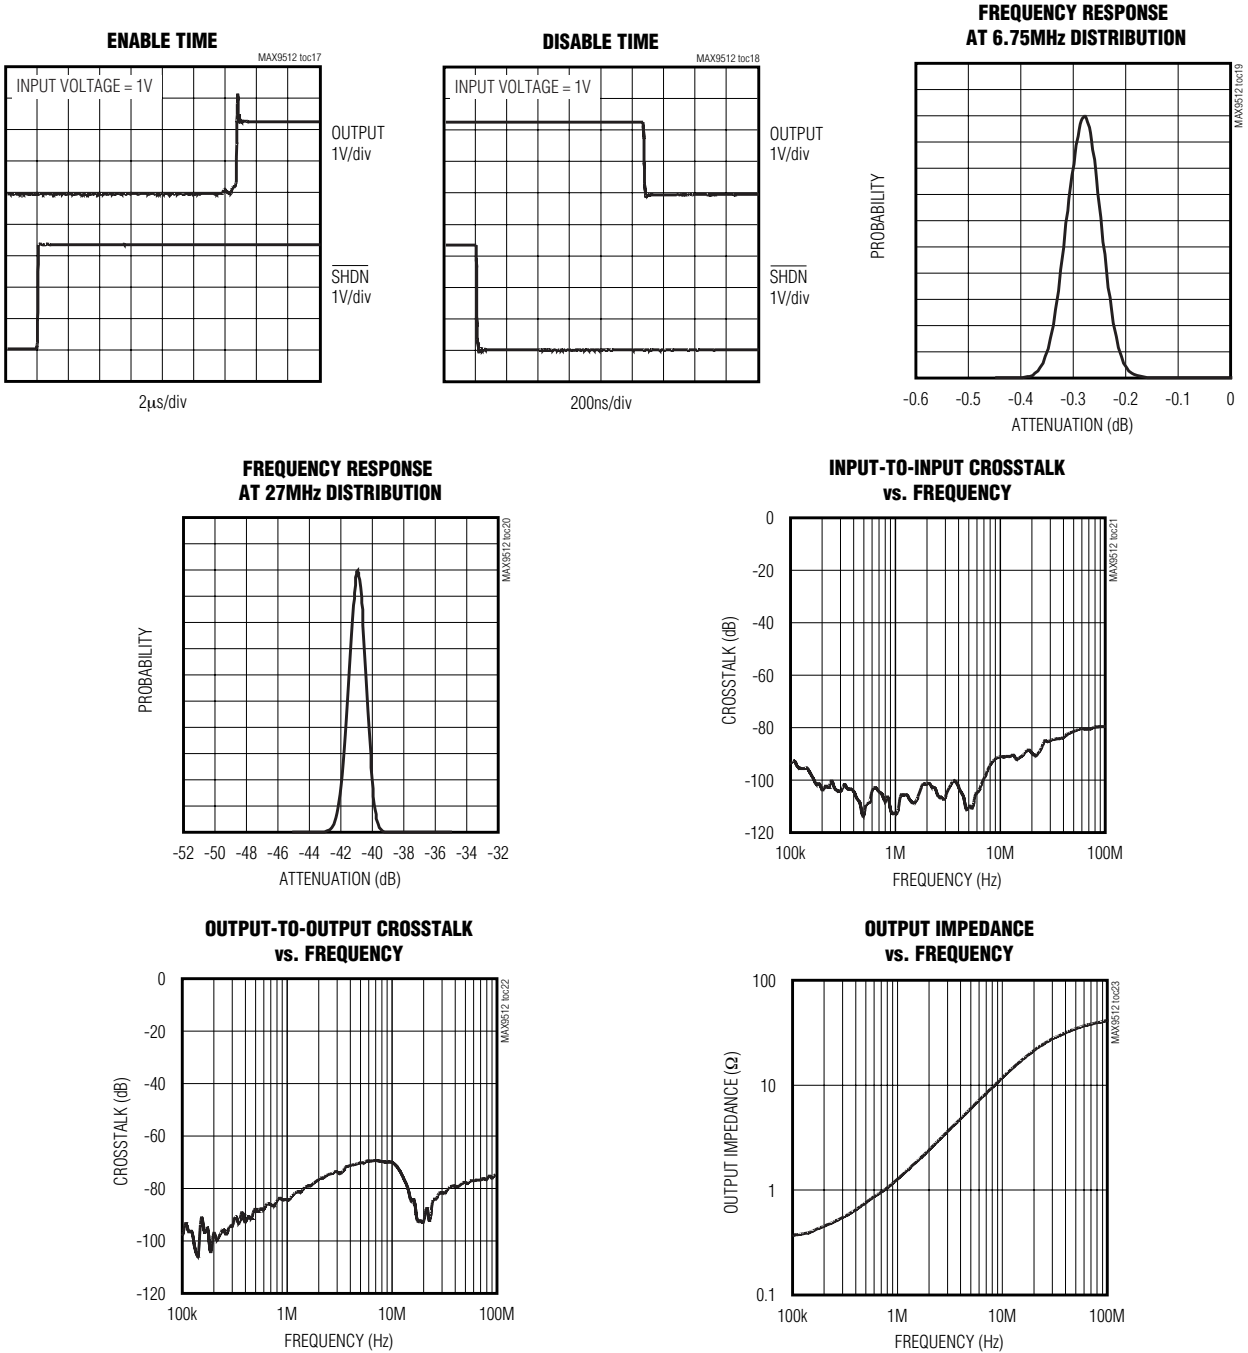 ENABLE TIME
MAX9512 toc17
INPUT VOLTAGE = 1V
OUTPUT
1V/div
SHDN
1V/div
2μs/div
DISABLE TIME
MAX9512 toc18
INPUT VOLTAGE = 1V
OUTPUT
1V/div
SHDN
1V/div
200ns/div
FREQUENCY RESPONSE
AT 6.75MHz DISTRIBUTION
MAX9512 toc19
PROBABILITY
-0.6 -0.5 -0.4 -0.3 -0.2 -0.1 0
ATTENUATION (dB)
FREQUENCY RESPONSE
AT 27MHz DISTRIBUTION
MAX9512 toc20
PROBABILITY
-52 -50 -48 -46 -44 -42 -40 -38 -36 -34 -32
ATTENUATION (dB)
INPUT-TO-INPUT CROSSTALK
vs. FREQUENCY
MAX9512 toc21
CROSSTALK (dB)
0
-20
-40
-60
-80
-100
-120
100k 1M 10M 100M
FREQUENCY (Hz)
OUTPUT-TO-OUTPUT CROSSTALK
vs. FREQUENCY
MAX9512 toc22
CROSSTALK (dB)
0
-20
-40
-60
-80
-100
-120
100k 1M 10M 100M
FREQUENCY (Hz)
OUTPUT IMPEDANCE
vs. FREQUENCY
MAX9512 toc23
OUTPUT IMPEDANCE (Ω)
100
10
1
0.1
100k 1M 10M 100M
FREQUENCY (Hz)